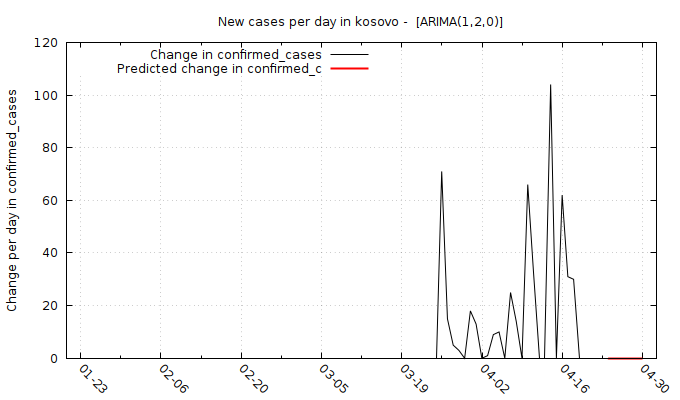 New cases per day in kosovo -  [ARIMA(1,2,0)]
Change in confirmed_cases
Predicted change in confirmed_c
Change per day in confirmed_cases
120
100
80
60
40
20
0
01-23 02-06 02-20 03-05 03-19 04-02 04-16 04-30